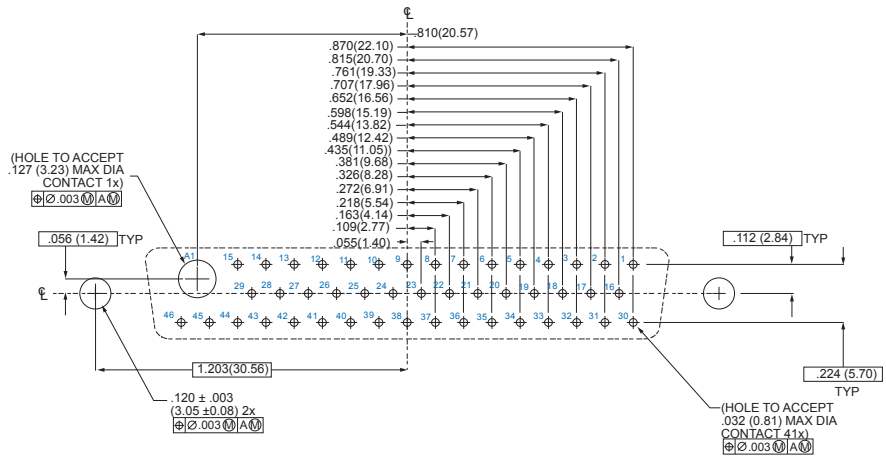 ℄
.810(20.57)
.870(22.10)
.815(20.70)
.761(19.33)
.707(17.96)
.652(16.56)
.598(15.19)
.544(13.82)
.489(12.42)
.435(11.05))
.381(9.68)
.326(8.28)
.272(6.91)
.218(5.54)
.163(4.14)
.109(2.77)
.055(1.40)
(HOLE TO ACCEPT
.127 (3.23) MAX DIA
CONTACT 1x)
⌖ ∅.003 Ⓜ A Ⓜ
.056 (1.42) TYP
.112 (2.84) TYP
A1 15 14 13 12 11 10 9 8 7 6 5 4 3 2 1
℄ 29 28 27 26 25 24 23 22 21 20 19 18 17 16
46 45 44 43 42 41 40 39 38 37 36 35 34 33 32 31 30
1.203(30.56)
.224 (5.70)
TYP
.120 ± .003
(3.05 ±0.08) 2x
⌖ ∅.003 Ⓜ A Ⓜ
(HOLE TO ACCEPT
.032 (0.81) MAX DIA
CONTACT 41x)
⌖ ∅.003 Ⓜ A Ⓜ